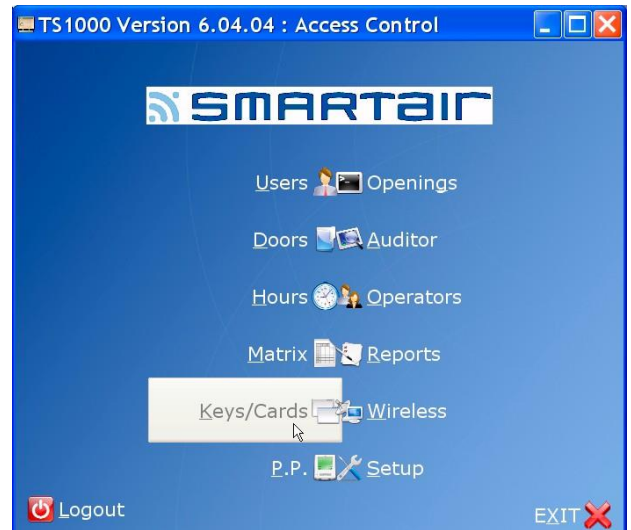 TS1000 Version 6.04.04 : Access Control
SMARTair
Users Openings
Doors Auditor
Hours Operators
Matrix Reports
Keys/Cards Wireless
P.P. Setup
Logout
EXIT